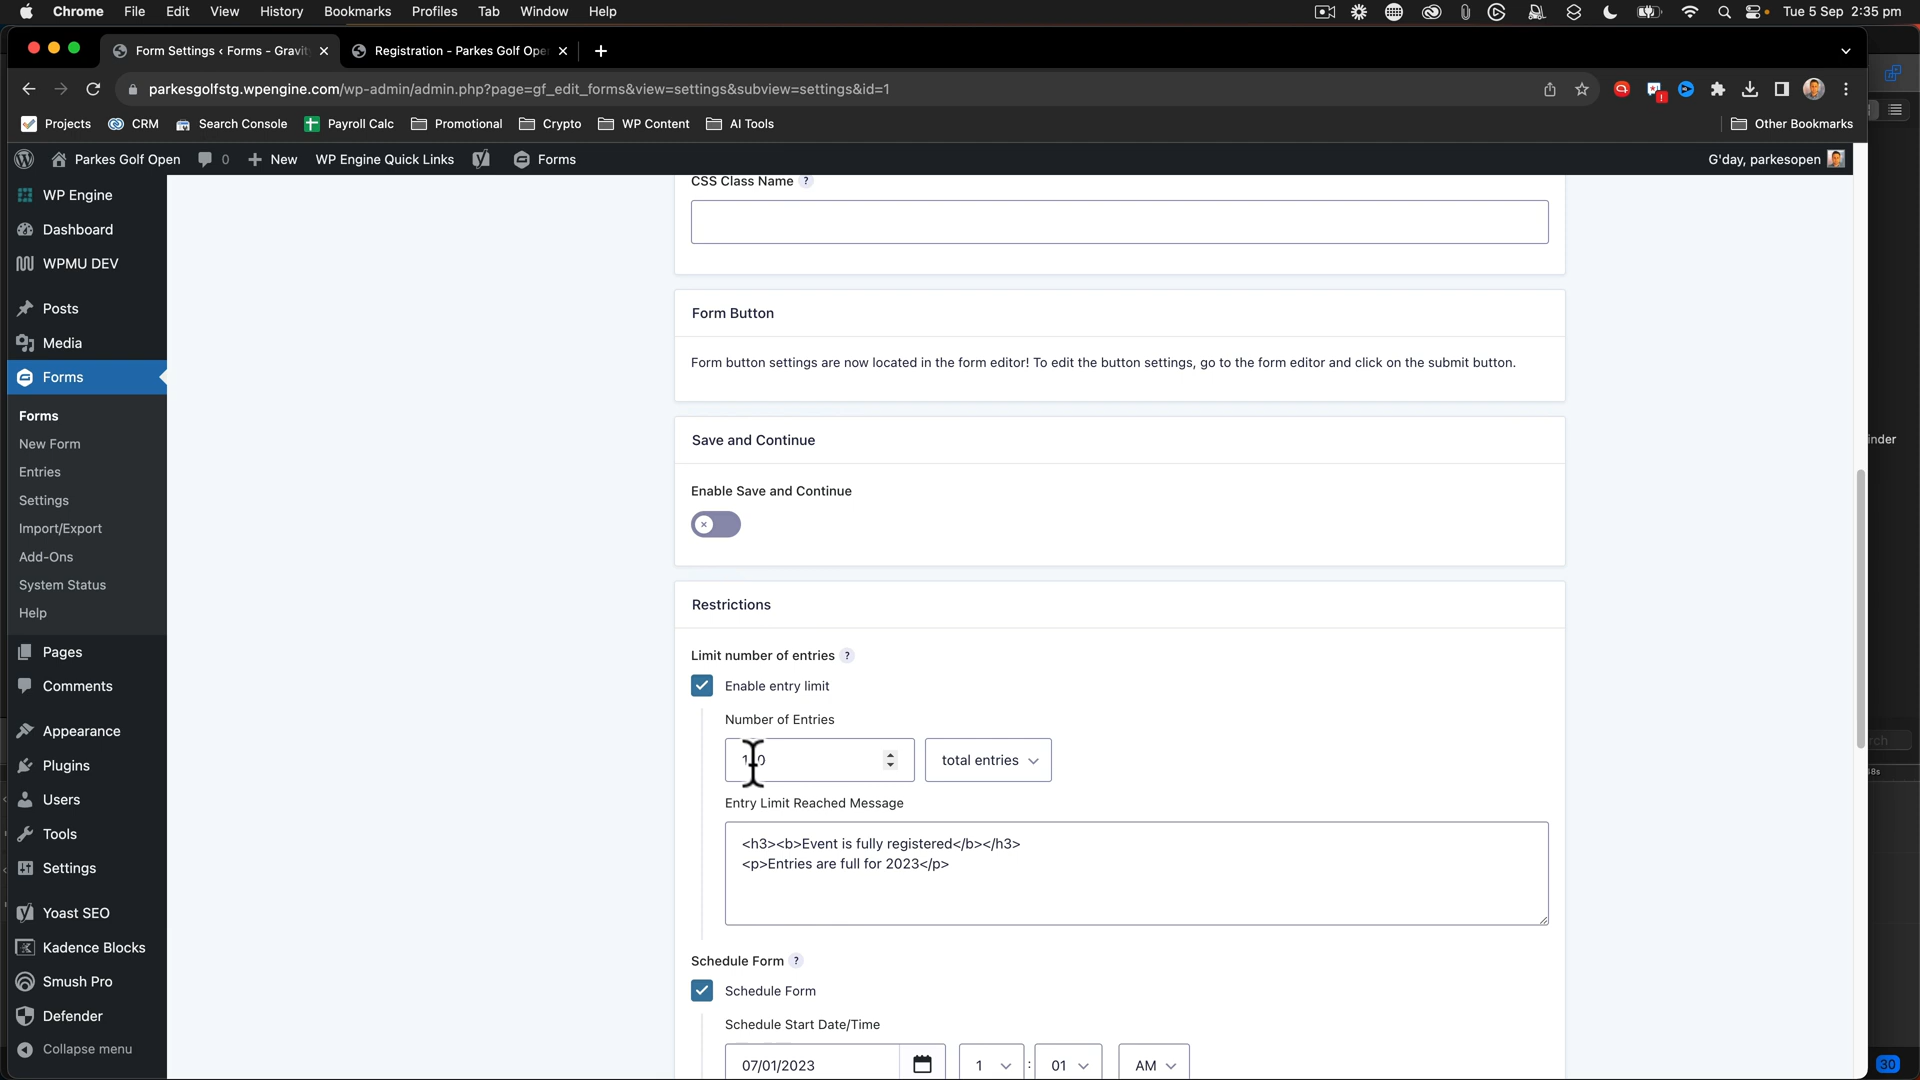 Chrome File Edit View History Bookmarks Profiles Tab Window Help Tue 5 Sep 2:35 pm
Form Settings ‹ Forms - Gravit Registration - Parkes Golf Ope
parkesgolfstg.wpengine.com/wp-admin/admin.php?page=gf_edit_forms&view=settings&subview=settings&id=1
Projects CRM Search Console Payroll Calc Promotional Crypto WP Content AI Tools Other Bookmarks
Parkes Golf Open 0 New WP Engine Quick Links Forms G'day, parkesopen
WP Engine
Dashboard
WPMU DEV
Posts
Media
Forms
Forms
New Form
Entries
Settings
Import/Export
Add-Ons
System Status
Help
Pages
Comments
Appearance
Plugins
Users
Tools
Settings
Yoast SEO
Kadence Blocks
Smush Pro
Defender
Collapse menu
CSS Class Name ?
Form Button
Form button settings are now located in the form editor! To edit the button settings, go to the form editor and click on the submit button.
Save and Continue
Enable Save and Continue
Restrictions
Limit number of entries ?
Enable entry limit
Number of Entries
total entries
Entry Limit Reached Message
<h3><b>Event is fully registered</b></h3>
<p>Entries are full for 2023</p>
Schedule Form ?
Schedule Form
Schedule Start Date/Time
07/01/2023 1 : 01 AM
inder
rch
30